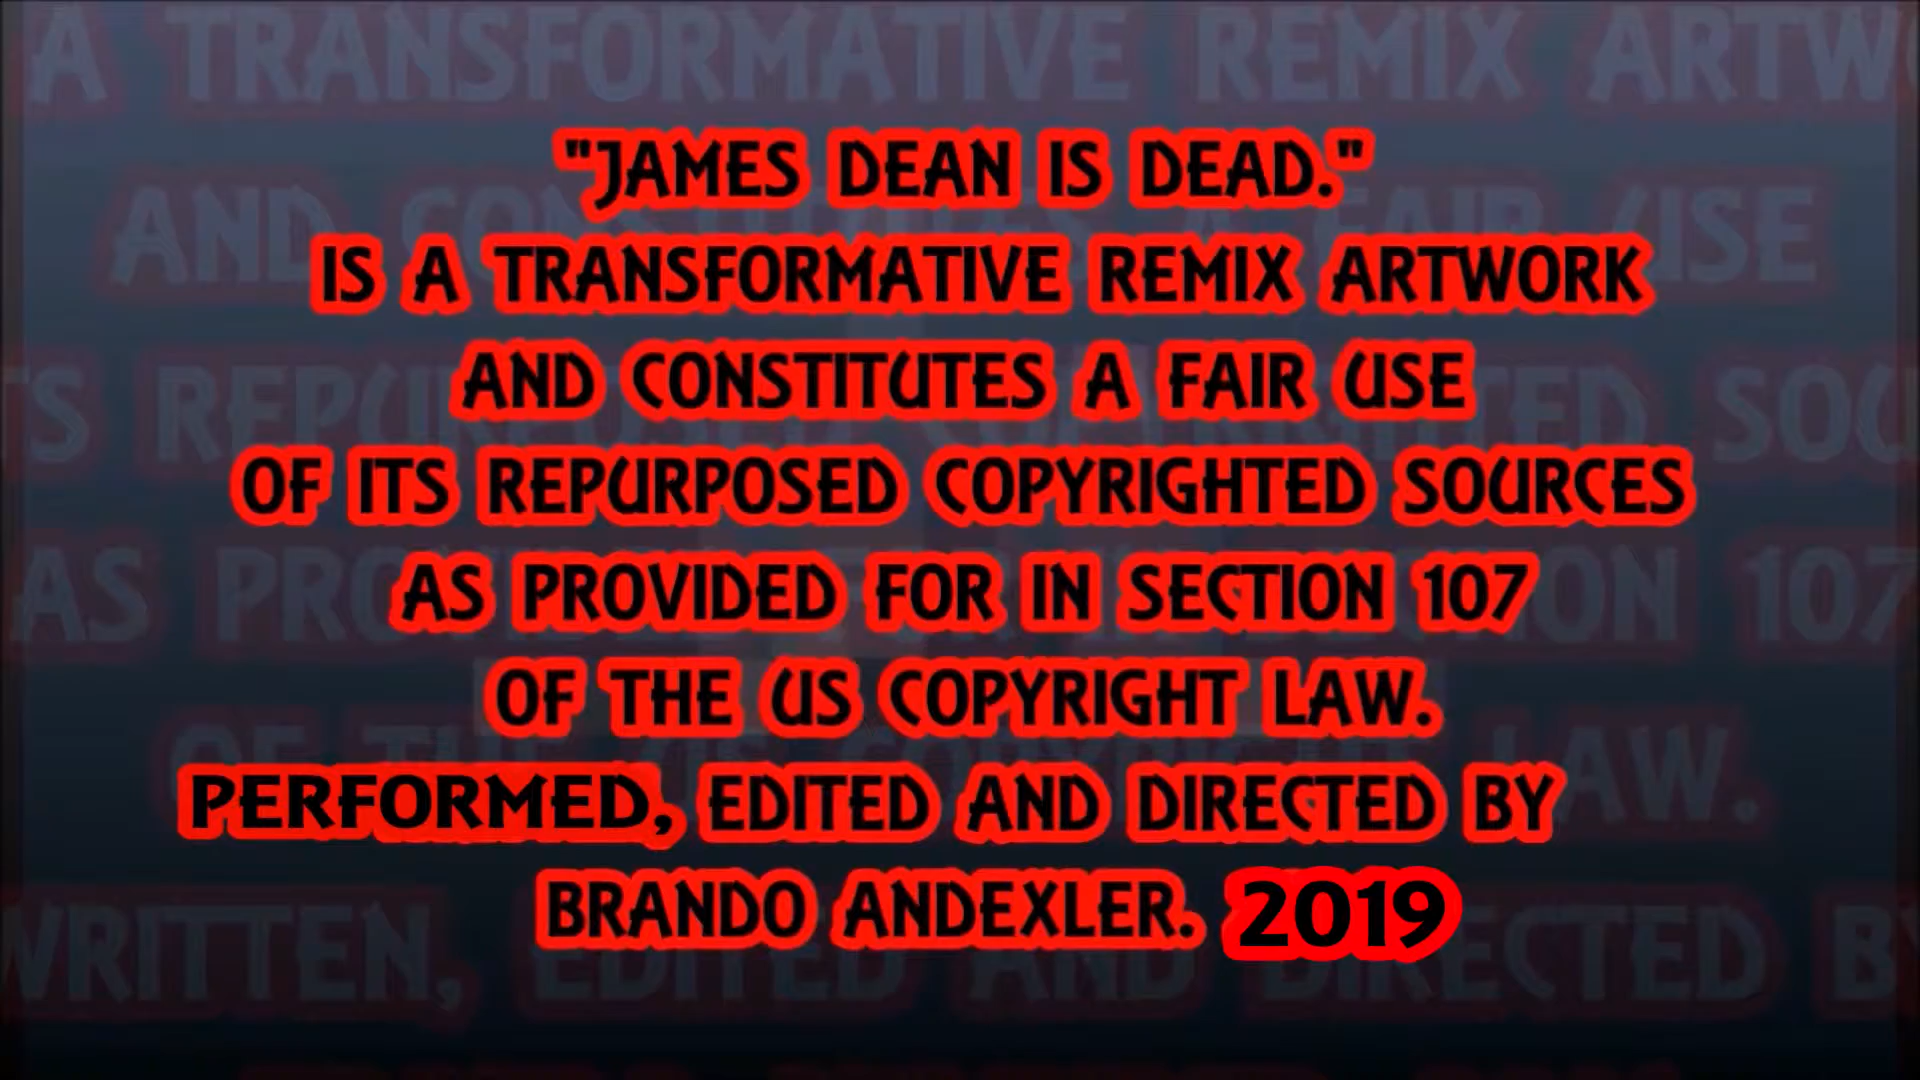 "JAMES DEAN IS DEAD."
IS A TRANSFORMATIVE REMIX ARTWORK
AND CONSTITUTES A FAIR USE
OF ITS REPURPOSED COPYRIGHTED SOURCES
AS PROVIDED FOR IN SECTION 107
OF THE US COPYRIGHT LAW.
PERFORMED, EDITED AND DIRECTED BY
BRANDO ANDEXLER. 2019